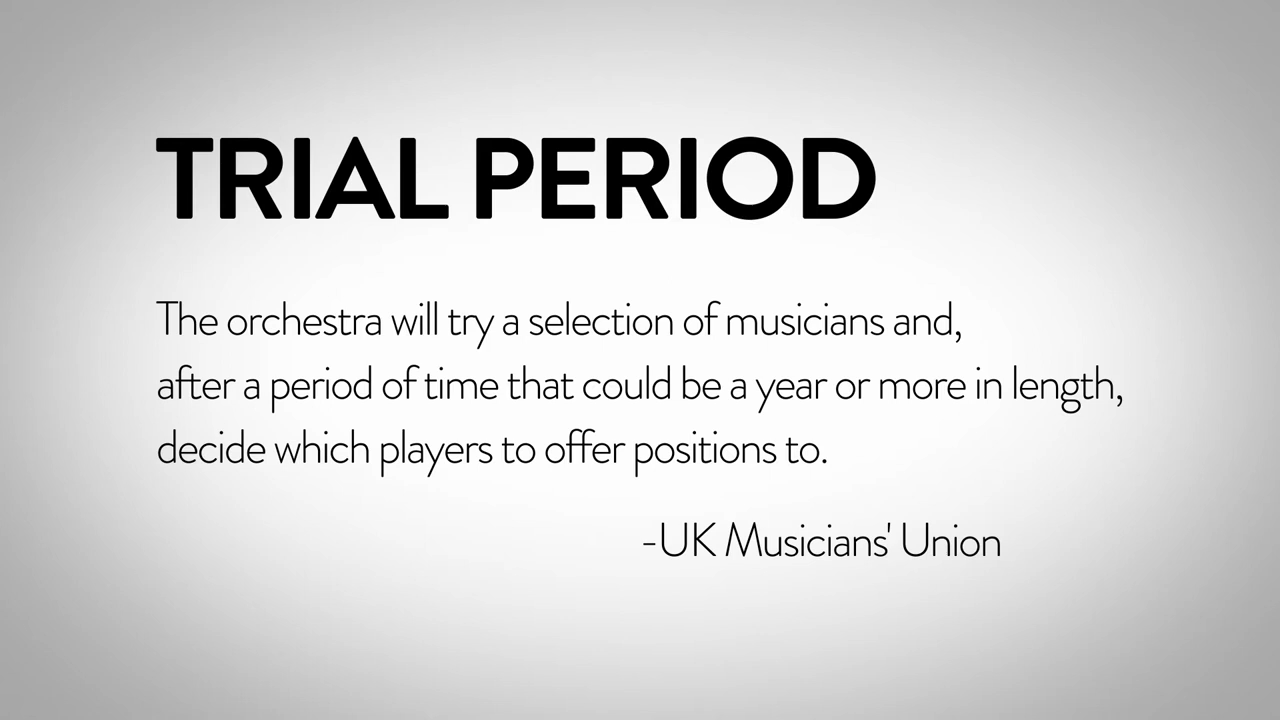 TRIAL PERIOD
The orchestra will try a selection of musicians and,
after a period of time that could be a year or more in length,
decide which players to offer positions to.
-UK Musicians' Union